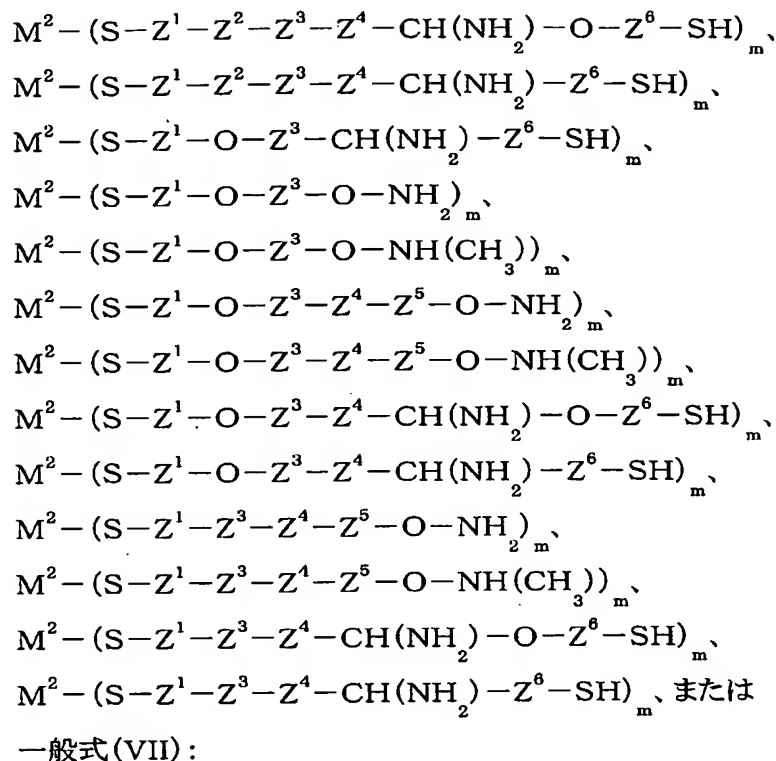 M²−(S−Z¹−Z²−Z³−Z⁴−CH(NH₂)−O−Z⁶−SH)ₘ、
M²−(S−Z¹−Z²−Z³−Z⁴−CH(NH₂)−Z⁶−SH)ₘ、
M²−(S−Z¹−O−Z³−CH(NH₂)−Z⁶−SH)ₘ、
M²−(S−Z¹−O−Z³−O−NH₂)ₘ、
M²−(S−Z¹−O−Z³−O−NH(CH₃))ₘ、
M²−(S−Z¹−O−Z³−Z⁴−Z⁵−O−NH₂)ₘ、
M²−(S−Z¹−O−Z³−Z⁴−Z⁵−O−NH(CH₃))ₘ、
M²−(S−Z¹−O−Z³−Z⁴−CH(NH₂)−O−Z⁶−SH)ₘ、
M²−(S−Z¹−O−Z³−Z⁴−CH(NH₂)−Z⁶−SH)ₘ、
M²−(S−Z¹−Z³−Z⁴−Z⁵−O−NH₂)ₘ、
M²−(S−Z¹−Z³−Z⁴−Z⁵−O−NH(CH₃))ₘ、
M²−(S−Z¹−Z³−Z⁴−CH(NH₂)−O−Z⁶−SH)ₘ、
M²−(S−Z¹−Z³−Z⁴−CH(NH₂)−Z⁶−SH)ₘ、または
一般式(VII):